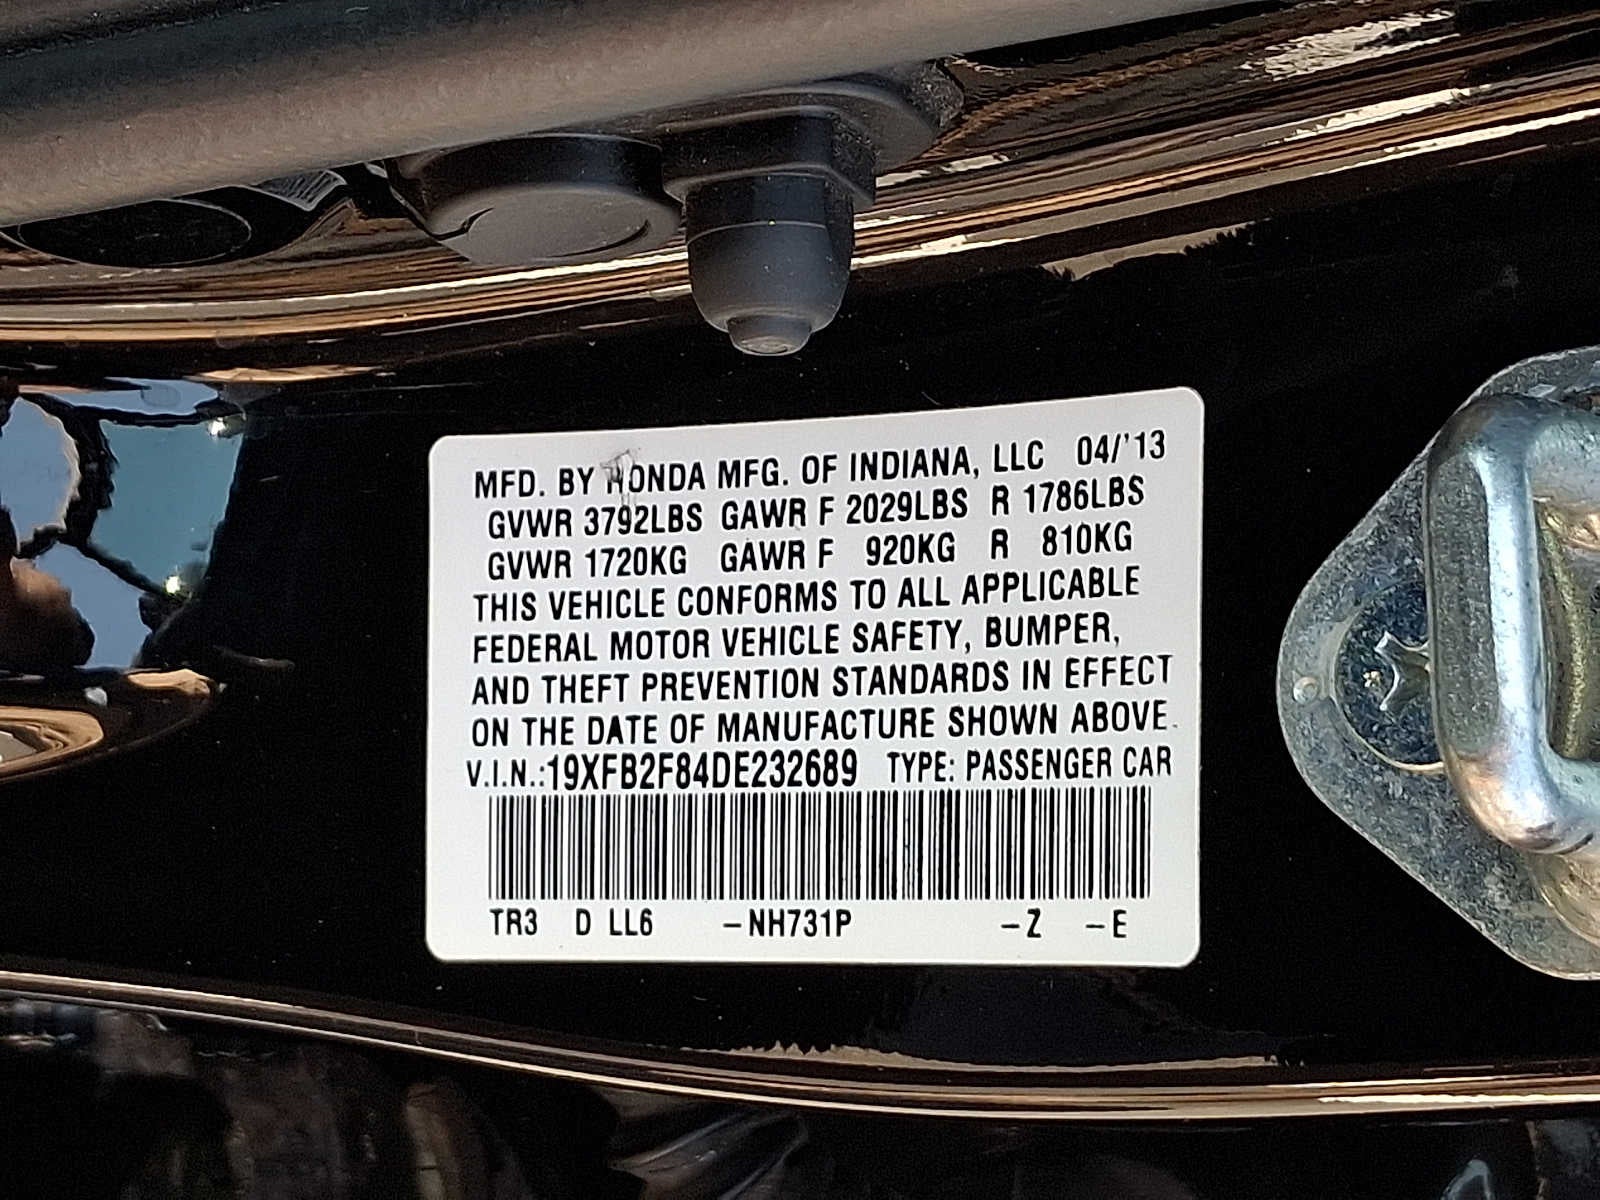 MFD. BY HONDA MFG. OF INDIANA, LLC 04/'13
GVWR 3792LBS GAWR F 2029LBS R 1786LBS
GVWR 1720KG GAWR F 920KG R 810KG
THIS VEHICLE CONFORMS TO ALL APPLICABLE
FEDERAL MOTOR VEHICLE SAFETY, BUMPER,
AND THEFT PREVENTION STANDARDS IN EFFECT
ON THE DATE OF MANUFACTURE SHOWN ABOVE.
V.I.N.:19XFB2F84DE232689 TYPE: PASSENGER CAR
TR3 D LL6 –NH731P –Z –E